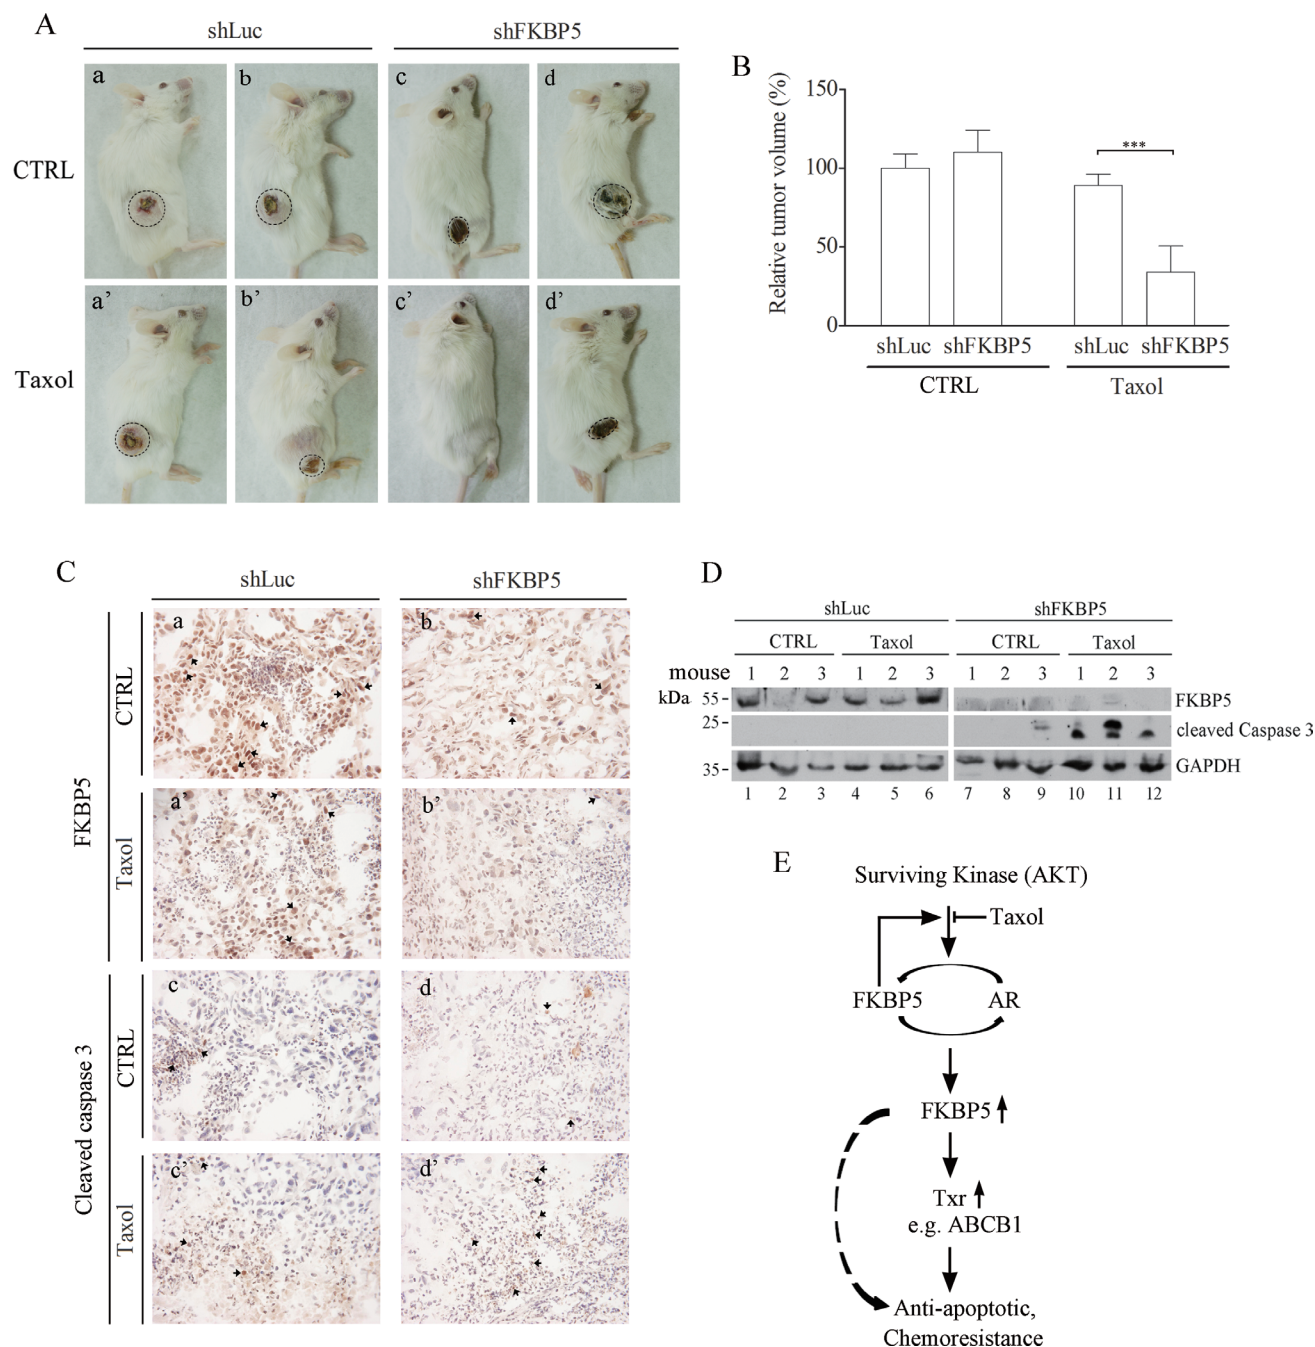 A
shLuc shFKBP5
a b c d
CTRL
a’ b’ c’ d’
Taxol
B
Relative tumor volume (%)
150
100
50
0
***
shLuc shFKBP5 shLuc shFKBP5
CTRL Taxol
C
shLuc shFKBP5
FKBP5
CTRL
a b
Taxol
a’ b’
Cleaved caspase 3
CTRL
c d
Taxol
c’ d’
D
shLuc shFKBP5
CTRL Taxol CTRL Taxol
mouse 1 2 3 1 2 3 1 2 3 1 2 3
kDa 55 - FKBP5
25 - cleaved Caspase 3
35 - GAPDH
1 2 3 4 5 6 7 8 9 10 11 12
E
Surviving Kinase (AKT)
Taxol
FKBP5 AR
FKBP5
Txr
e.g. ABCB1
Anti-apoptotic,
Chemoresistance